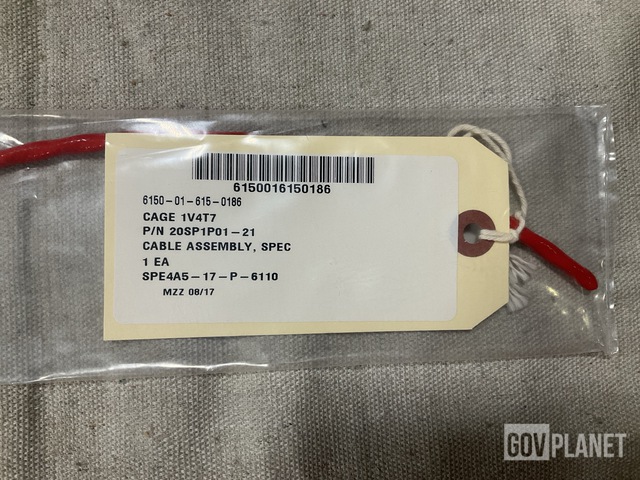 6150016150186
6150-01-615-0186
CAGE 1V4T7
P/N 20SP1P01-21
CABLE ASSEMBLY, SPEC
1 EA
SPE4A5-17-P-6110
MZZ 08/17
GOVPLANET